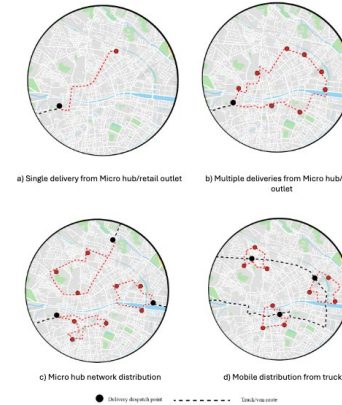 a) Single delivery from Micro hub/retail outlet
b) Multiple deliveries from Micro hub/
outlet
c) Micro hub network distribution
d) Mobile distribution from truck
Delivery despatch point
Truck/van route